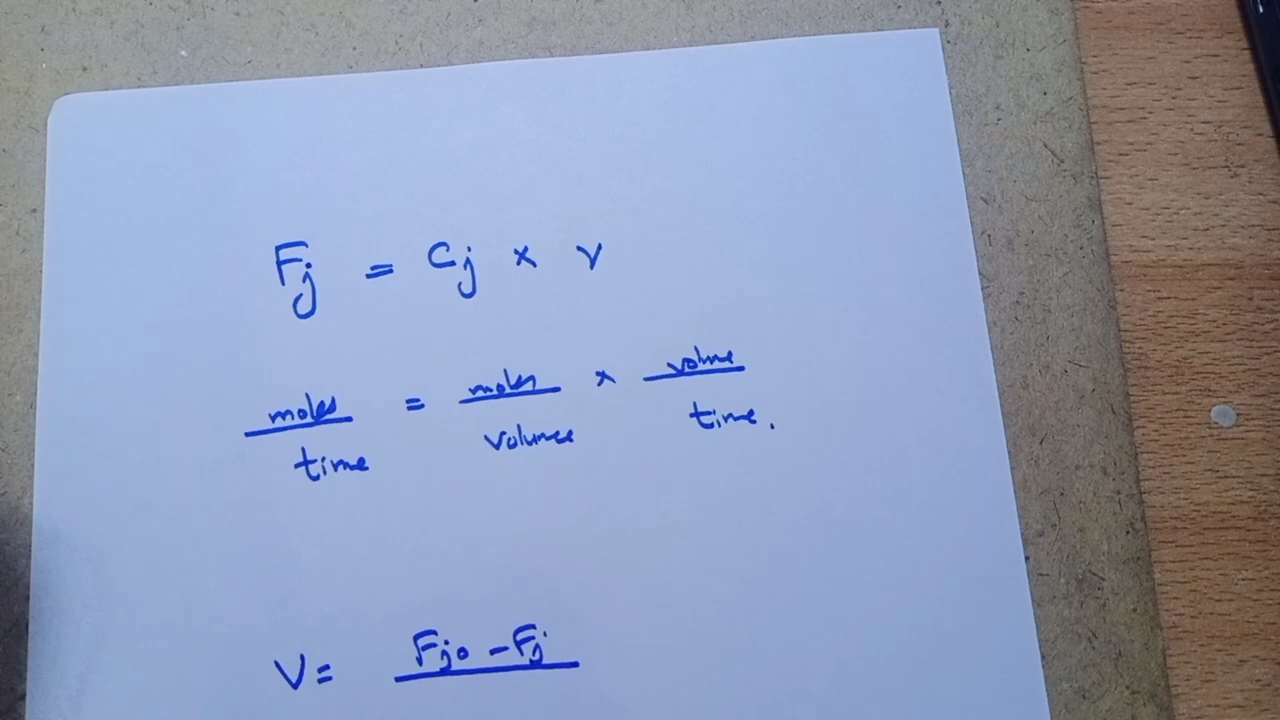 Fj = Cj × v
moles/time = moles/volume × volume/time.
V = Fjo - Fj